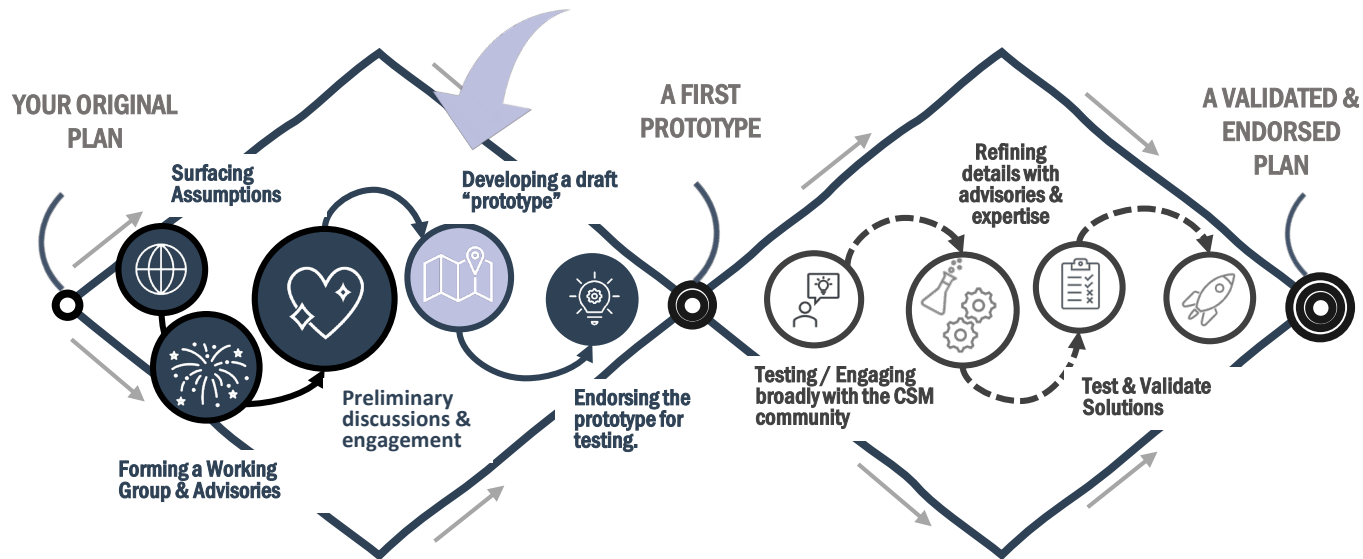 YOUR ORIGINAL
PLAN
Surfacing
Assumptions
Forming a Working
Group & Advisories
Preliminary
discussions &
engagement
Developing a draft
“prototype”
Endorsing the
prototype for
testing.
A FIRST
PROTOTYPE
Testing / Engaging
broadly with the CSM
community
Refining
details with
advisories &
expertise
Test & Validate
Solutions
A VALIDATED &
ENDORSED
PLAN